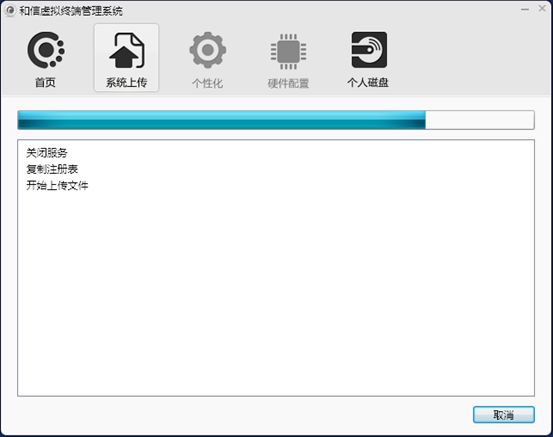 和信虚拟终端管理系统
首页
系统上传
个性化
硬件配置
个人磁盘
关闭服务
复制注册表
开始上传文件
取消